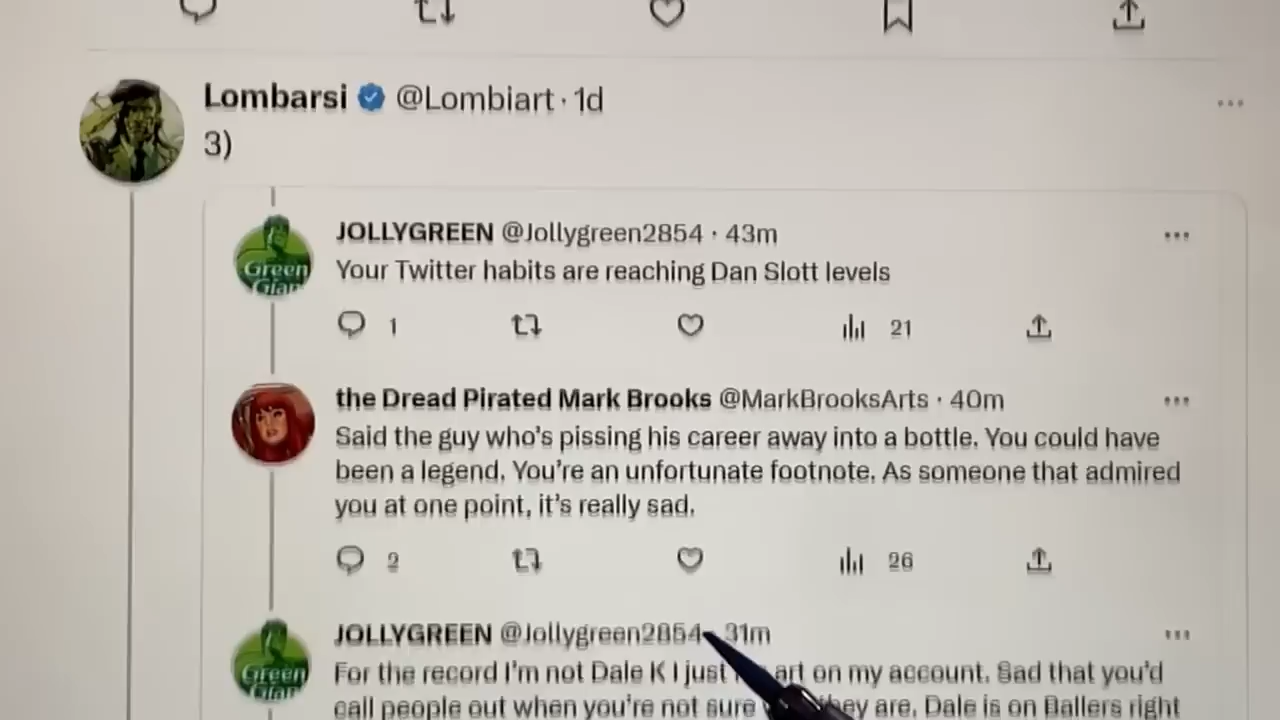 Lombarsi @Lombiart · 1d
3)
JOLLYGREEN @Jollygreen2854 · 43m
Your Twitter habits are reaching Dan Slott levels
1 21
the Dread Pirated Mark Brooks @MarkBrooksArts · 40m
Said the guy who's pissing his career away into a bottle. You could have
been a legend. You're an unfortunate footnote. As someone that admired
you at one point, it's really sad.
2 26
JOLLYGREEN @Jollygreen2854 · 31m
For the record I'm not Dale K I just art on my account. Sad that you'd
call people out when you're not sure they are. Dale is on Ballers right
Green
Green